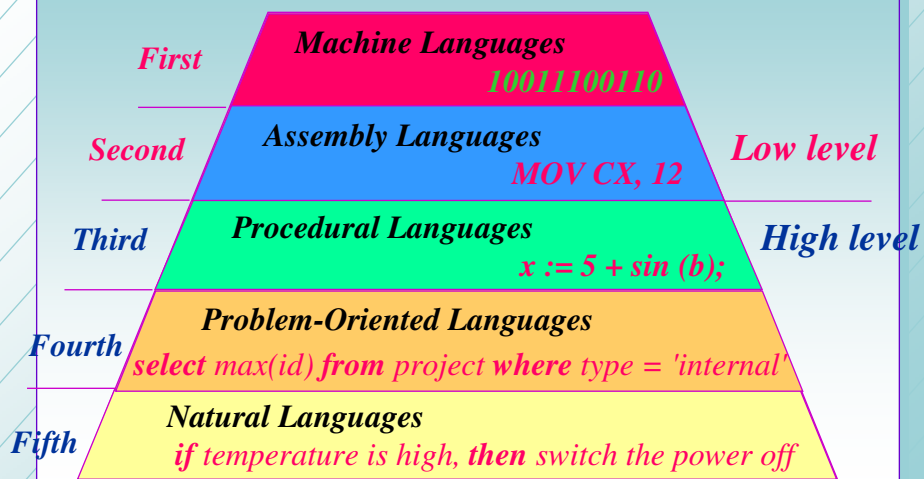 First
Machine Languages
10011100110
Second
Assembly Languages
MOV CX, 12
Low level
Third
Procedural Languages
x := 5 + sin (b);
High level
Fourth
Problem-Oriented Languages
select max(id) from project where type = 'internal'
Fifth
Natural Languages
if temperature is high, then switch the power off